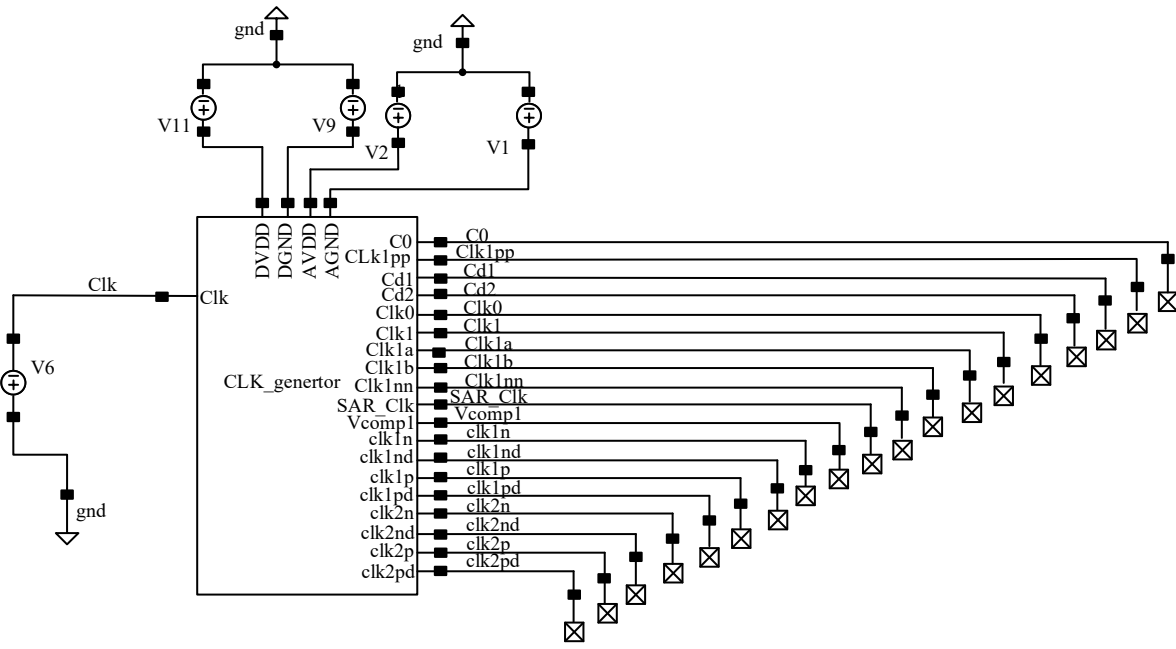 gnd
gnd
V11
V9
V2
V1
DVDD
DGND
AVDD
AGND
Clk
Clk
V6
gnd
CLK_genertor
C0
C0
CLk1pp
Clk1pp
Cd1
Cd1
Cd2
Cd2
Clk0
Clk0
Clk1
Clk1
Clk1a
Clk1a
Clk1b
Clk1b
Clk1nn
Clk1nn
SAR_Clk
SAR_Clk
Vcomp1
Vcomp1
clk1n
clk1n
clk1nd
clk1nd
clk1p
clk1p
clk1pd
clk1pd
clk2n
clk2n
clk2nd
clk2nd
clk2p
clk2p
clk2pd
clk2pd